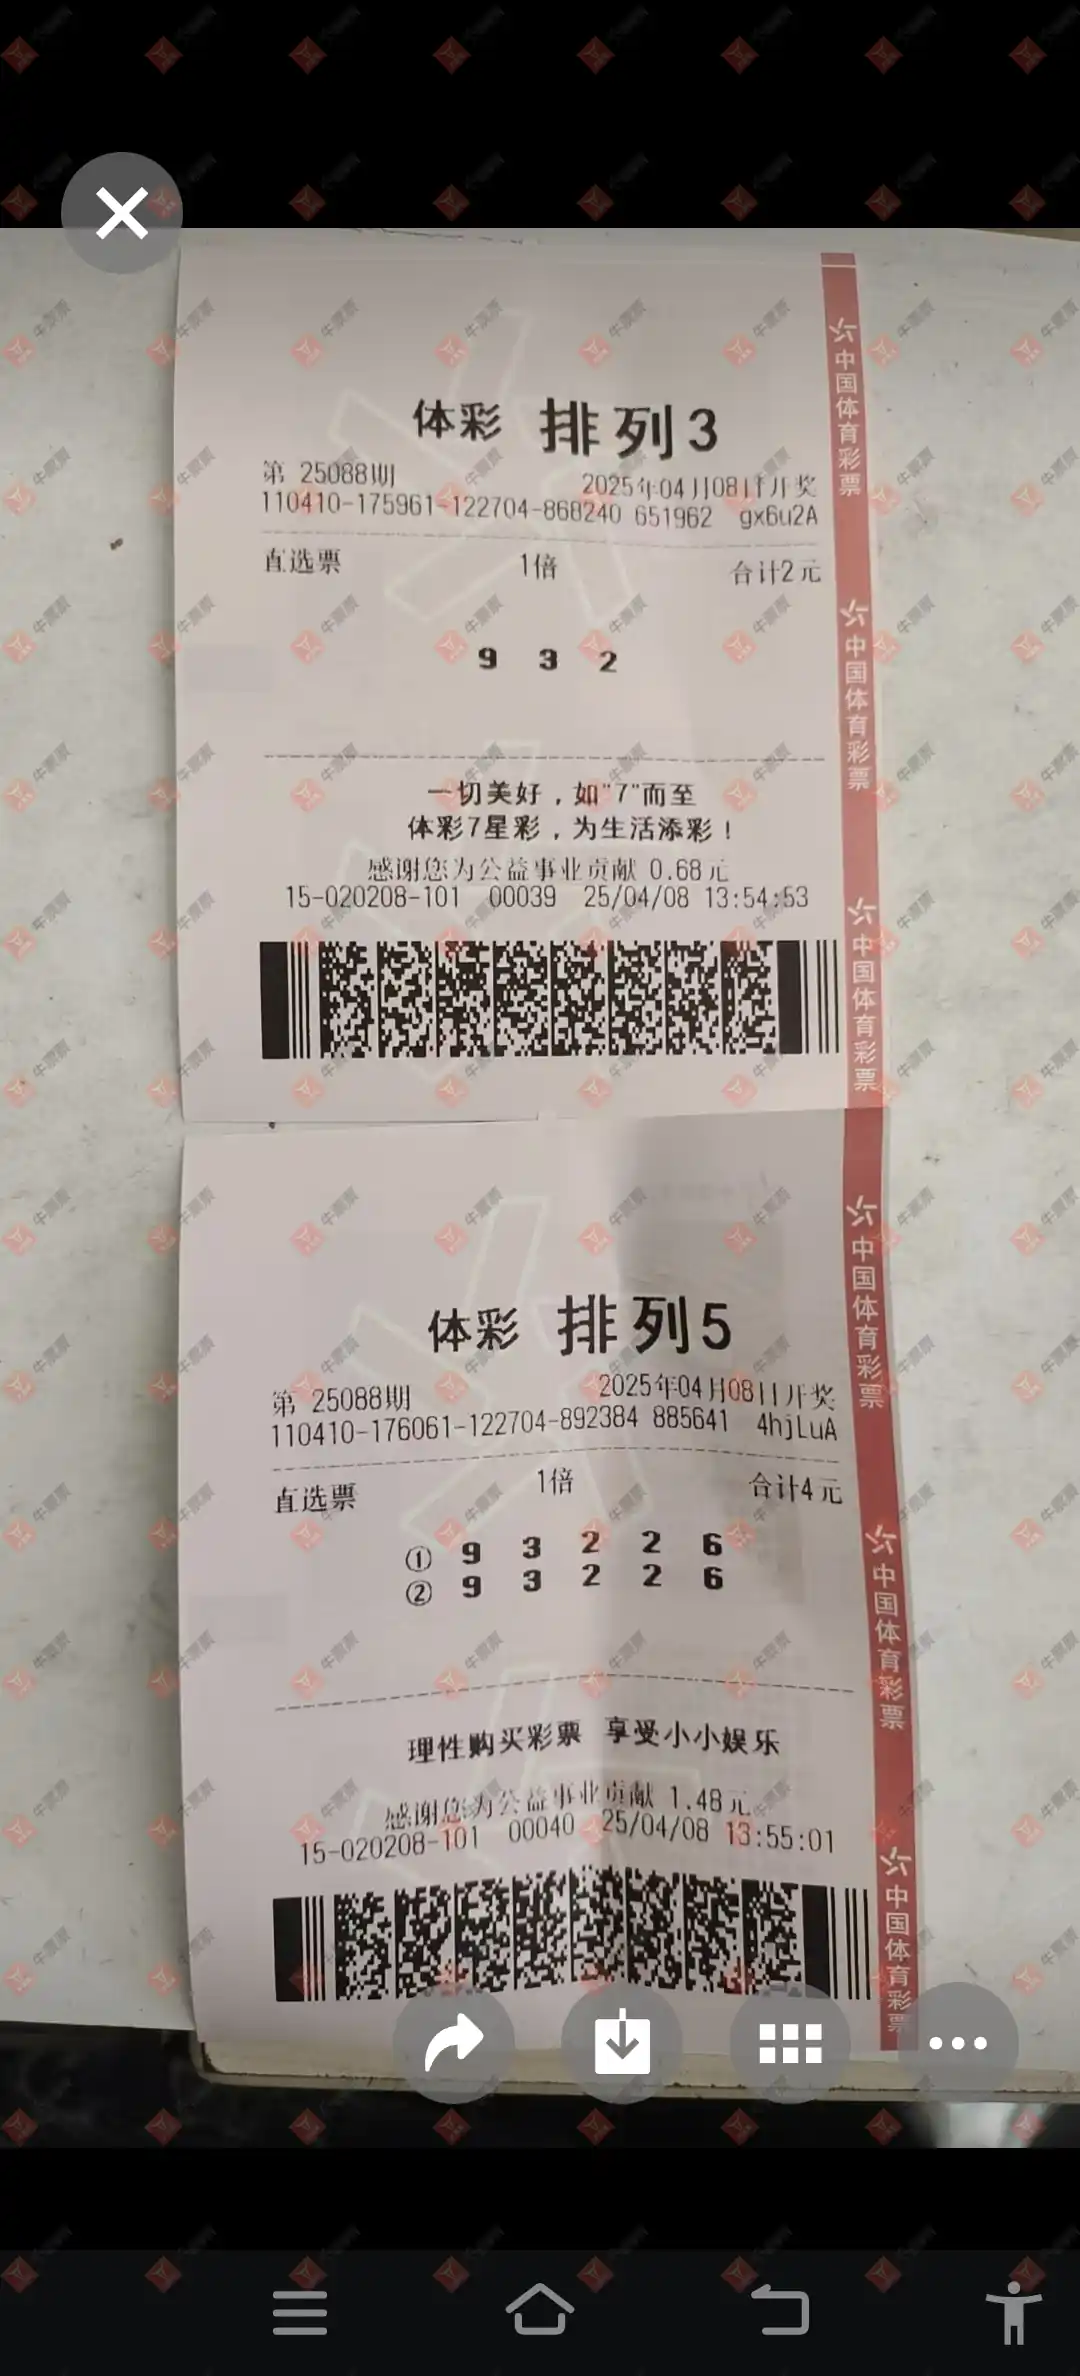 体彩 排列3
第 25088期 2025年04月08日开奖
110410-175961-122704-868240 651962 gx6u2A
直选票 1倍 合计2元
9 3 2
一切美好，如"7"而至
体彩7星彩，为生活添彩！
感谢您为公益事业贡献 0.68元
15-020208-101 00039 25/04/08 13:54:53
中国体育彩票
中国体育彩票
中国体育彩票
体彩 排列5
第 25088期 2025年04月08日开奖
110410-176061-122704-892384 885641 4hjLuA
直选票 1倍 合计4元
① 9 3 2 2 6
② 9 3 2 2 6
理性购买彩票 享受小小娱乐
感谢您为公益事业贡献 1.48元
15-020208-101 00040 25/04/08 13:55:01
中国体育彩票
中国体育彩票
中国体育彩票
牛票票